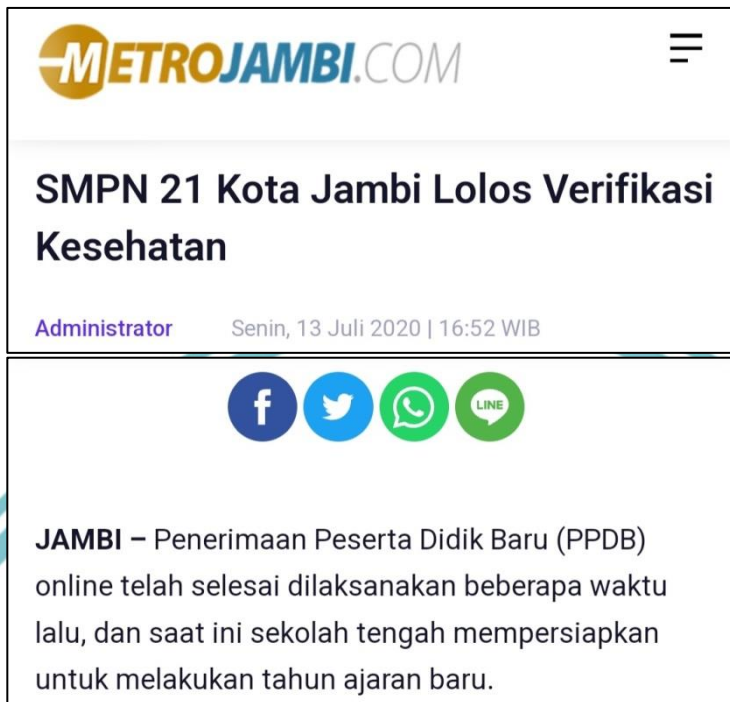 METROJAMBI.COM
SMPN 21 Kota Jambi Lolos Verifikasi
Kesehatan
Administrator Senin, 13 Juli 2020 | 16:52 WIB
LINE
JAMBI – Penerimaan Peserta Didik Baru (PPDB)
online telah selesai dilaksanakan beberapa waktu
lalu, dan saat ini sekolah tengah mempersiapkan
untuk melakukan tahun ajaran baru.